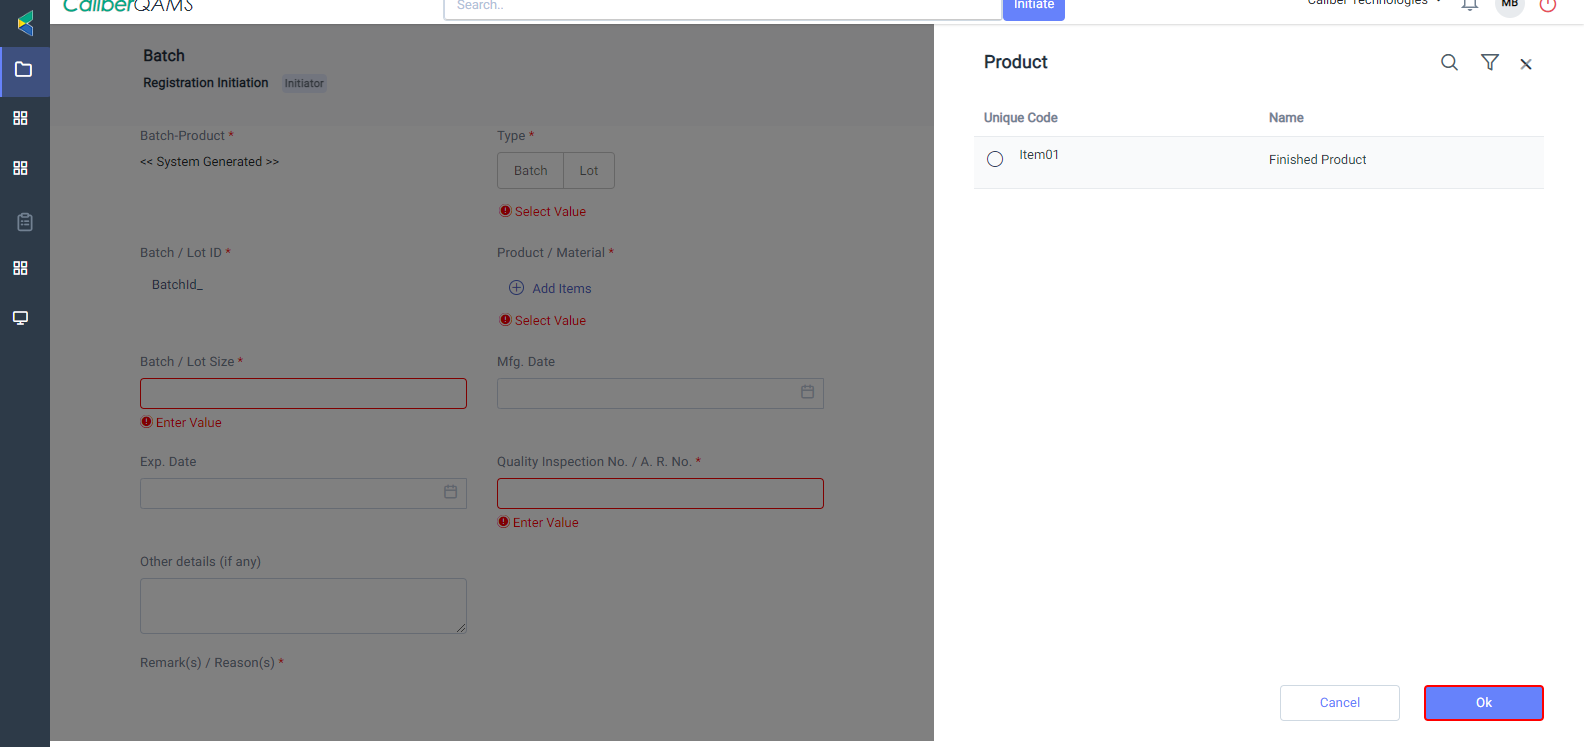 CaliberQAMS
Search..
Initiate
Caliber Technologies
MB
Batch
Registration Initiation Initiator
Batch-Product *
<< System Generated >>
Type *
Batch Lot
Select Value
Batch / Lot ID *
BatchId_
Product / Material *
Add Items
Select Value
Batch / Lot Size *
Enter Value
Mfg. Date
Exp. Date
Quality Inspection No. / A. R. No. *
Enter Value
Other details (if any)
Remark(s) / Reason(s) *
Product
Unique Code Name
Item01 Finished Product
Cancel Ok